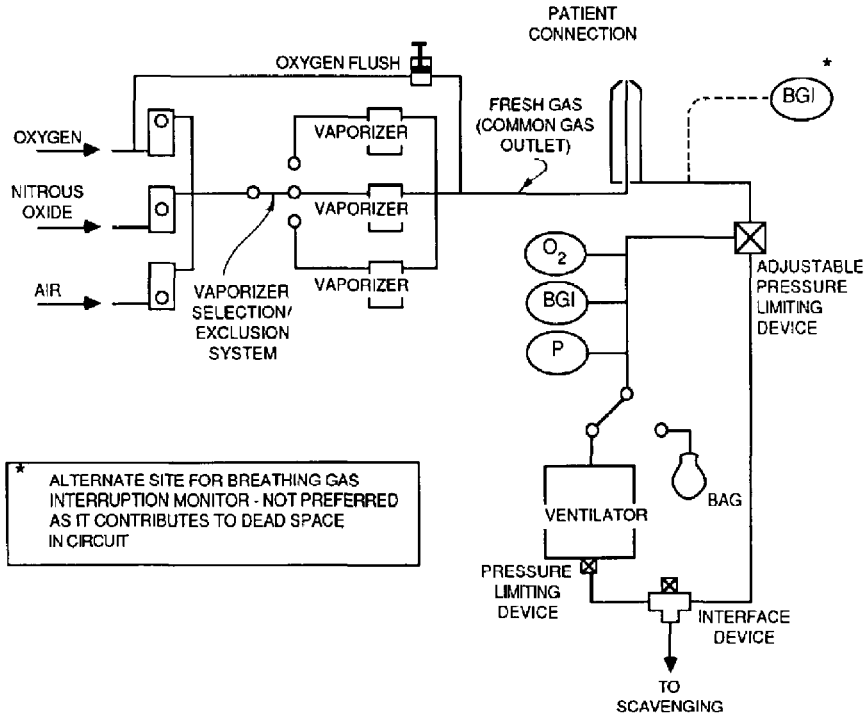 PATIENT
CONNECTION
OXYGEN FLUSH
*
BGI
VAPORIZER
FRESH GAS
(COMMON GAS
OUTLET)
OXYGEN
NITROUS
OXIDE
VAPORIZER
O2
ADJUSTABLE
PRESSURE
LIMITING
DEVICE
AIR
VAPORIZER
VAPORIZER
SELECTION/
EXCLUSION
SYSTEM
BGI
P
* ALTERNATE SITE FOR BREATHING GAS
INTERRUPTION MONITOR - NOT PREFERRED
AS IT CONTRIBUTES TO DEAD SPACE
IN CIRCUIT
BAG
VENTILATOR
PRESSURE
LIMITING
DEVICE
INTERFACE
DEVICE
TO
SCAVENGING